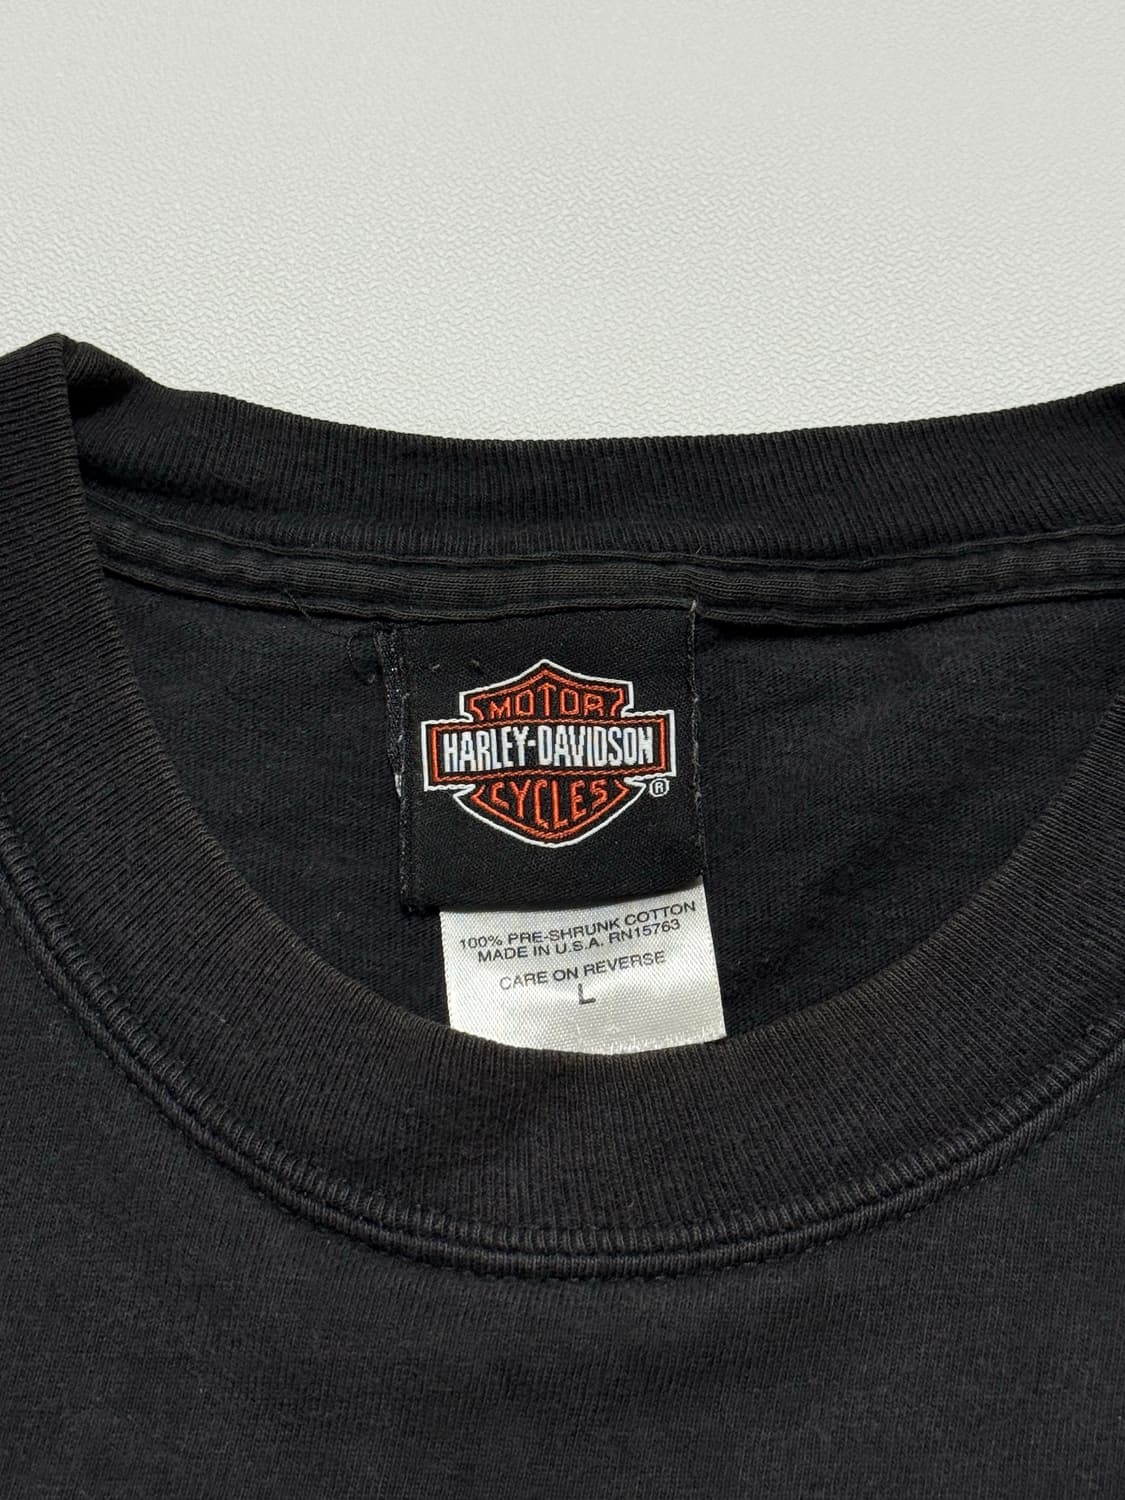 MOTOR
HARLEY-DAVIDSON
CYCLES
®
100% PRE-SHRUNK COTTON
MADE IN U.S.A. RN15763
CARE ON REVERSE
L